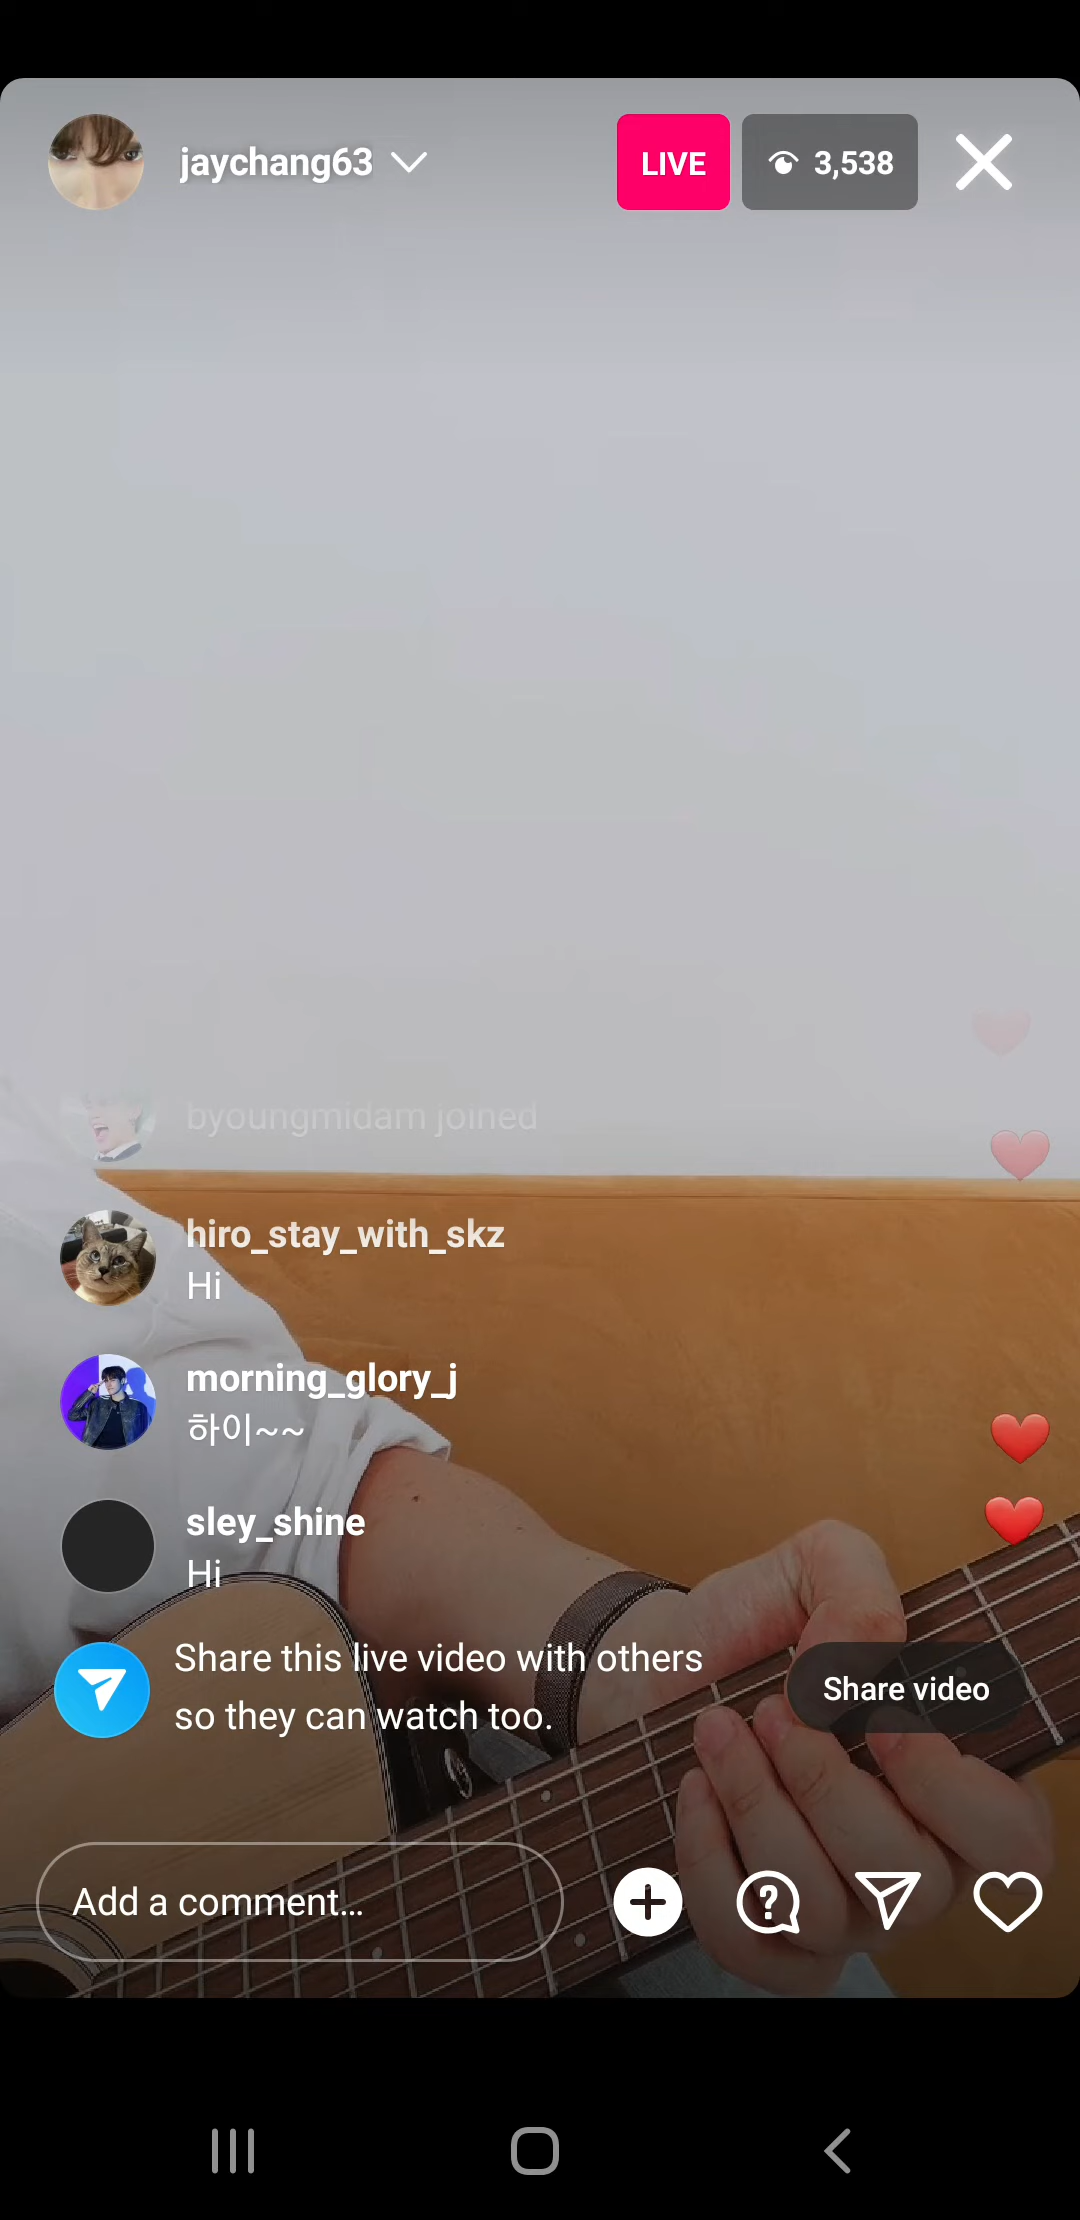 jaychang63
LIVE
3,538
byoungmidam joined
hiro_stay_with_skz
Hi
morning_glory_j
하이~~
sley_shine
Hi
Share this live video with others
so they can watch too.
Share video
Add a comment...